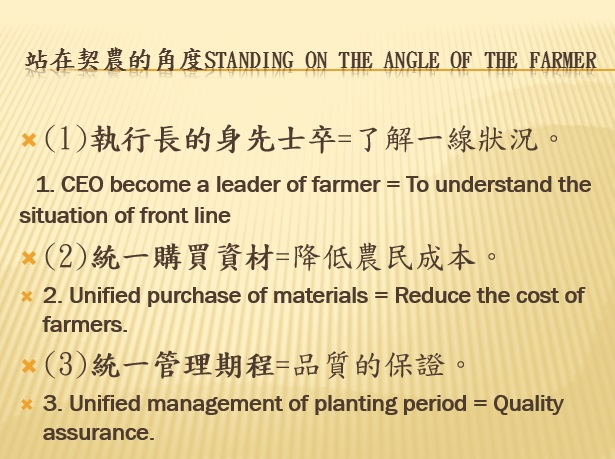 站在契農的角度STANDING ON THE ANGLE OF THE FARMER
(1)執行長的身先士卒=了解一線狀況。
1. CEO become a leader of farmer = To understand the
situation of front line
(2)統一購買資材=降低農民成本。
2. Unified purchase of materials = Reduce the cost of
farmers.
(3)統一管理期程=品質的保證。
3. Unified management of planting period = Quality
assurance.